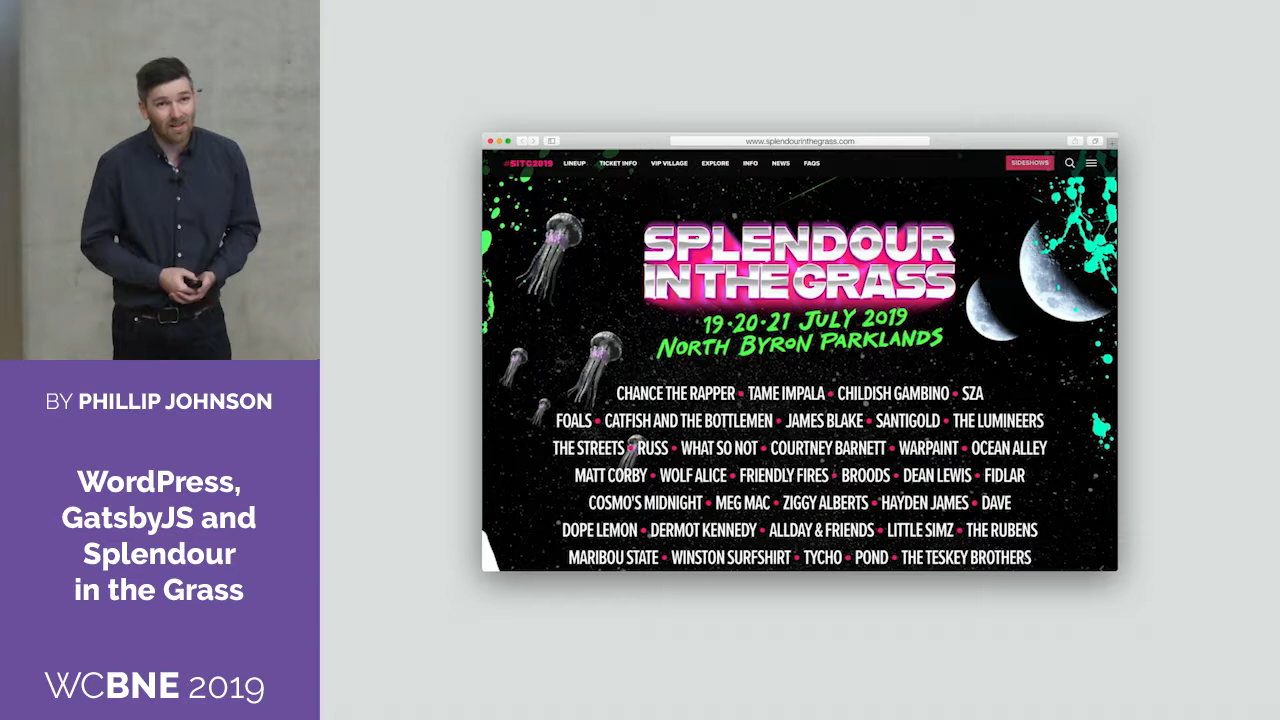 BY PHILLIP JOHNSON
WordPress,
GatsbyJS and
Splendour
in the Grass
WCBNE 2019
www.splendourinthegrass.com
#SITG2019 LINEUP TICKET INFO VIP VILLAGE EXPLORE INFO NEWS FAQS SIDESHOWS
SPLENDOUR
IN THE GRASS
19•20•21 JULY 2019
NORTH BYRON PARKLANDS
CHANCE THE RAPPER • TAME IMPALA • CHILDISH GAMBINO • SZA
FOALS • CATFISH AND THE BOTTLEMEN • JAMES BLAKE • SANTIGOLD • THE LUMINEERS
THE STREETS • RUSS • WHAT SO NOT • COURTNEY BARNETT • WARPAINT • OCEAN ALLEY
MATT CORBY • WOLF ALICE • FRIENDLY FIRES • BROODS • DEAN LEWIS • FIDLAR
COSMO'S MIDNIGHT • MEG MAC • ZIGGY ALBERTS • HAYDEN JAMES • DAVE
DOPE LEMON • DERMOT KENNEDY • ALLDAY & FRIENDS • LITTLE SIMZ • THE RUBENS
MARIBOU STATE • WINSTON SURFSHIRT • TYCHO • POND • THE TESKEY BROTHERS